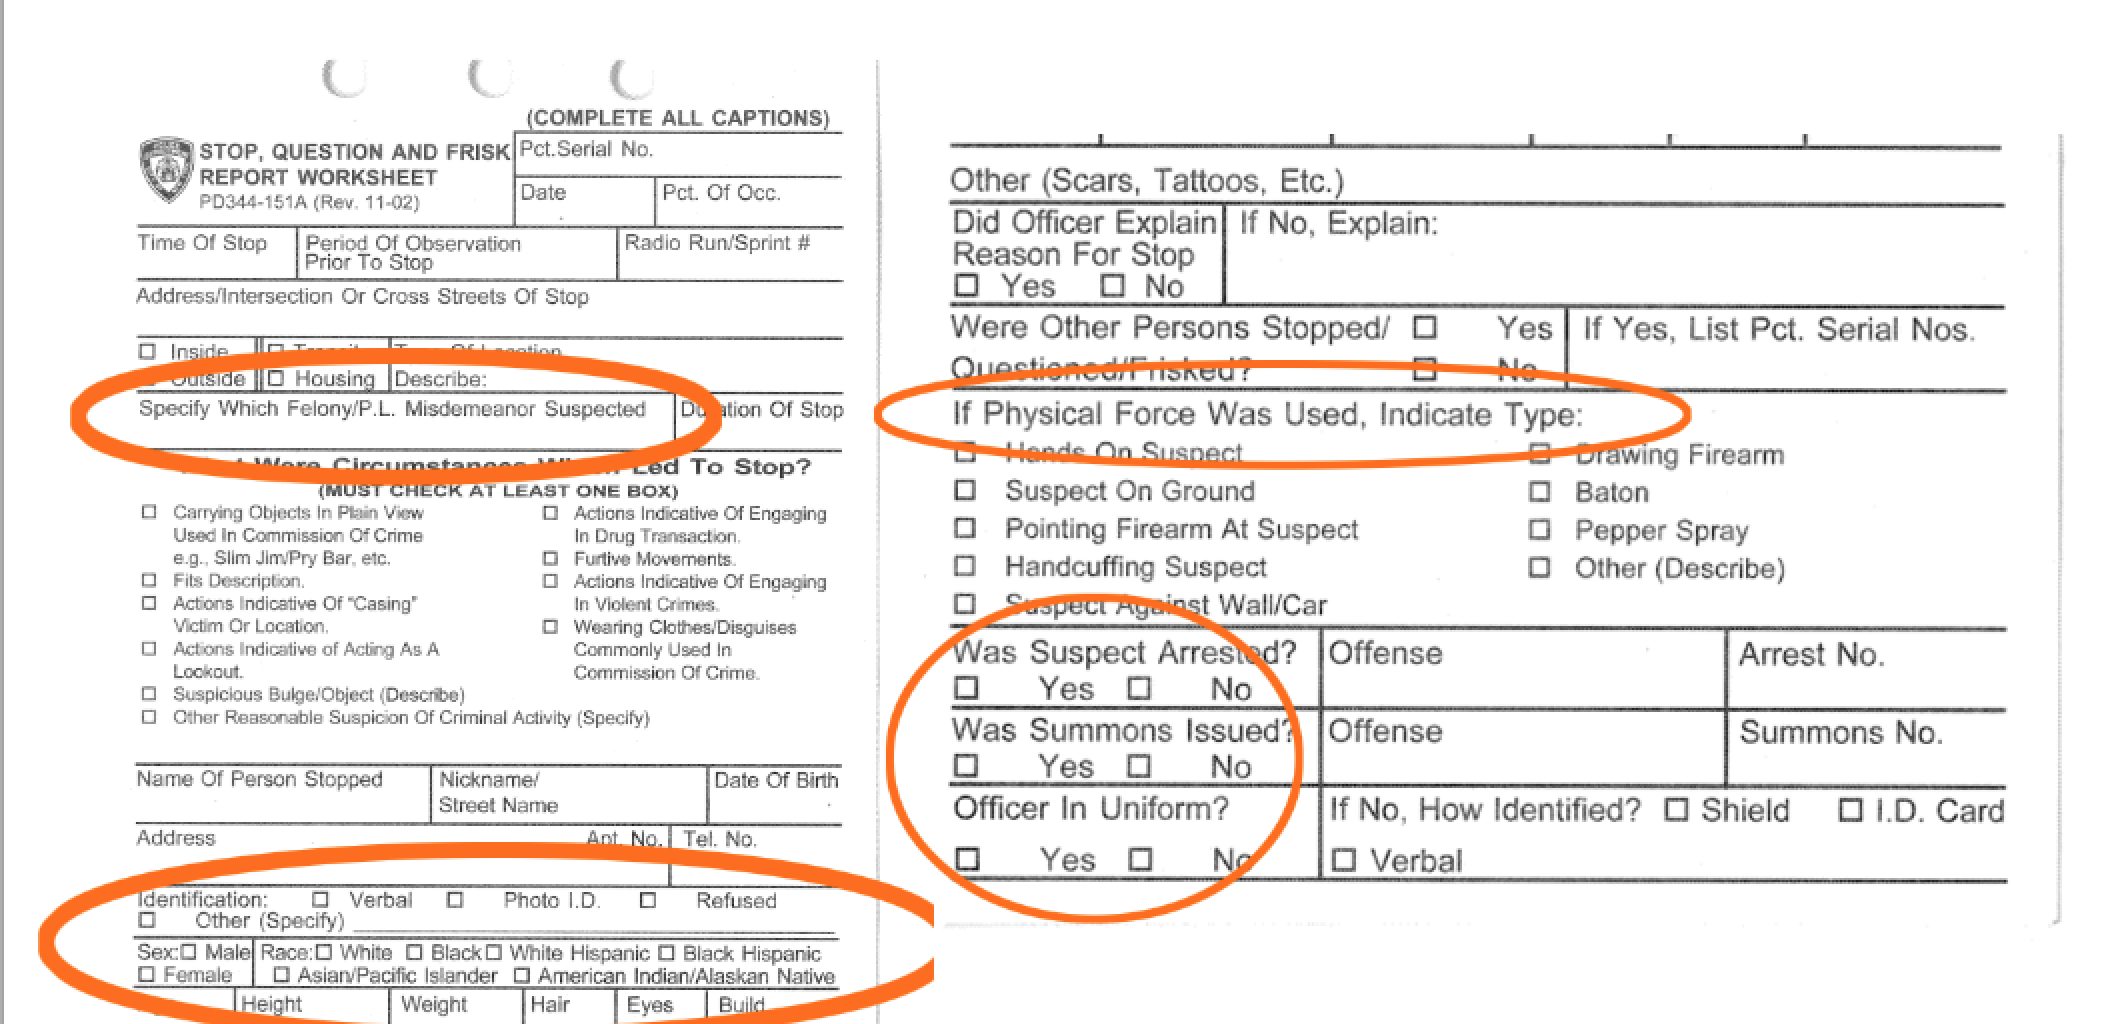 (COMPLETE ALL CAPTIONS)
STOP, QUESTION AND FRISK
REPORT WORKSHEET
PD344-151A (Rev. 11-02)
Pct.Serial No.
Date
Pct. Of Occ.
Time Of Stop
Period Of Observation
Prior To Stop
Radio Run/Sprint #
Address/Intersection Or Cross Streets Of Stop
☐ Inside ☐ Transit Type Of Location
☐ Outside ☐ Housing Describe:
Specify Which Felony/P.L. Misdemeanor Suspected
Duration Of Stop
What Were Circumstances Which Led To Stop?
(MUST CHECK AT LEAST ONE BOX)
☐ Carrying Objects In Plain View
Used In Commission Of Crime
e.g., Slim Jim/Pry Bar, etc.
☐ Fits Description.
☐ Actions Indicative Of "Casing"
Victim Or Location.
☐ Actions Indicative of Acting As A
Lookout.
☐ Suspicious Bulge/Object (Describe)
☐ Other Reasonable Suspicion Of Criminal Activity (Specify)
☐ Actions Indicative Of Engaging
In Drug Transaction.
☐ Furtive Movements.
☐ Actions Indicative Of Engaging
In Violent Crimes.
☐ Wearing Clothes/Disguises
Commonly Used In
Commission Of Crime.
Name Of Person Stopped
Nickname/
Street Name
Date Of Birth
Address
Apt. No.
Tel. No.
Identification: ☐ Verbal ☐ Photo I.D. ☐ Refused
☐ Other (Specify)
Sex:☐ Male Race:☐ White ☐ Black☐ White Hispanic ☐ Black Hispanic
☐ Female ☐ Asian/Pacific Islander ☐ American Indian/Alaskan Native
Height
Weight
Hair
Eyes
Build
Other (Scars, Tattoos, Etc.)
Did Officer Explain
Reason For Stop
☐ Yes ☐ No
If No, Explain:
Were Other Persons Stopped/ ☐ Yes
Questioned/Frisked? ☐ No
If Yes, List Pct. Serial Nos.
If Physical Force Was Used, Indicate Type:
☐ Hands On Suspect
☐ Suspect On Ground
☐ Pointing Firearm At Suspect
☐ Handcuffing Suspect
☐ Suspect Against Wall/Car
☐ Drawing Firearm
☐ Baton
☐ Pepper Spray
☐ Other (Describe)
Was Suspect Arrested?
☐ Yes ☐ No
Offense
Arrest No.
Was Summons Issued?
☐ Yes ☐ No
Offense
Summons No.
Officer In Uniform?
☐ Yes ☐ No
If No, How Identified? ☐ Shield ☐ I.D. Card
☐ Verbal